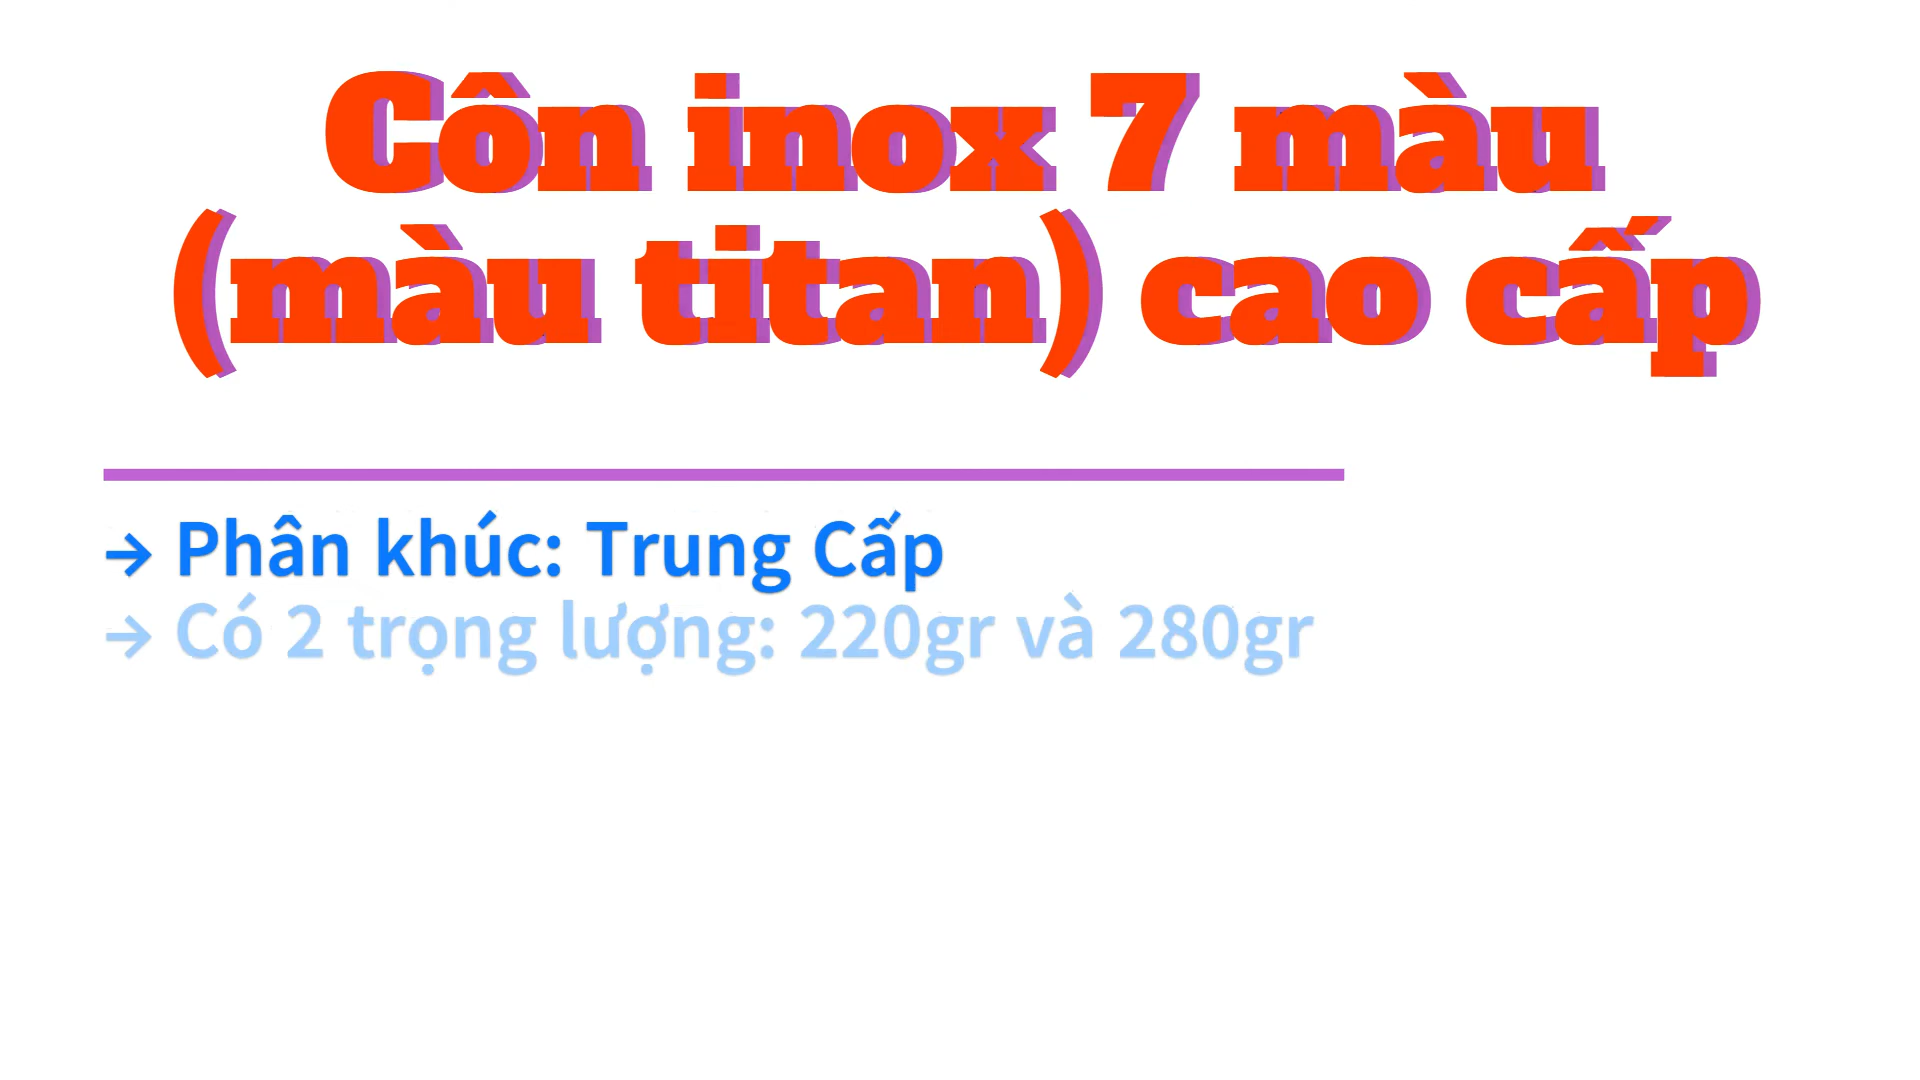 Côn inox 7 màu
(màu titan) cao cấp
→ Phân khúc: Trung Cấp
→ Có 2 trọng lượng: 220gr và 280gr